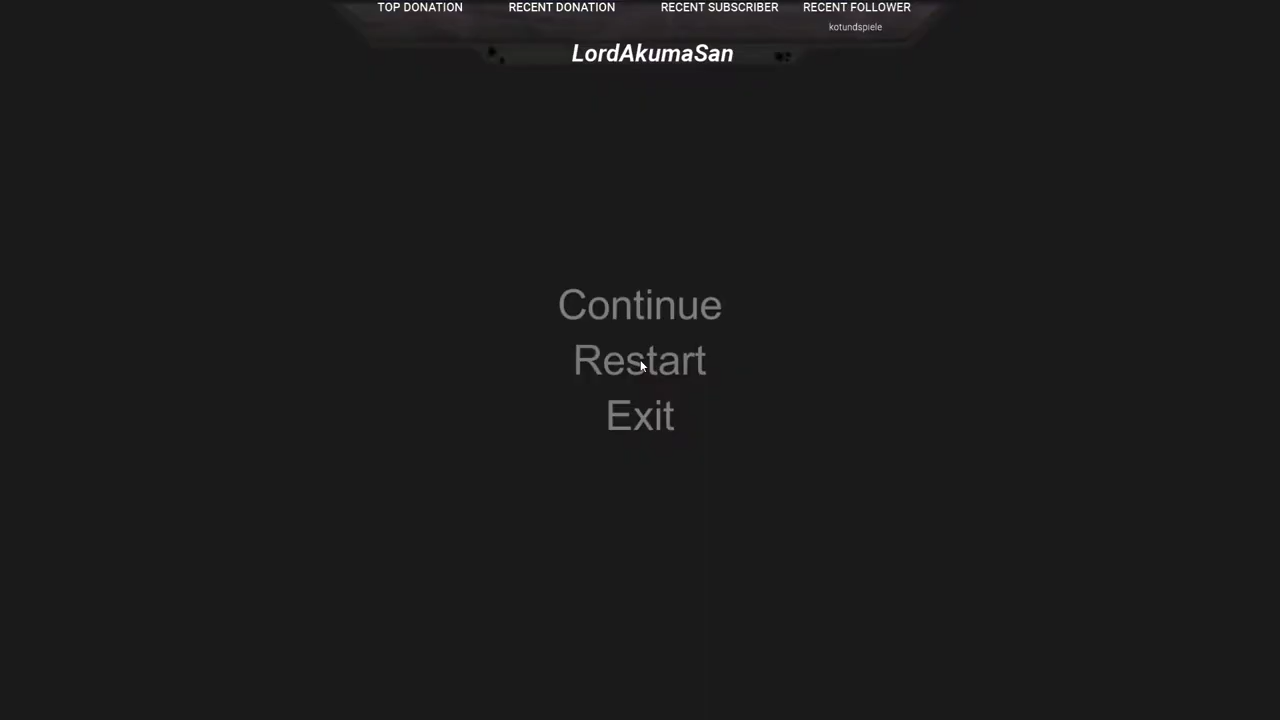 TOP DONATION RECENT DONATION RECENT SUBSCRIBER RECENT FOLLOWER
kotundspiele
LordAkumaSan
Continue
Restart
Exit